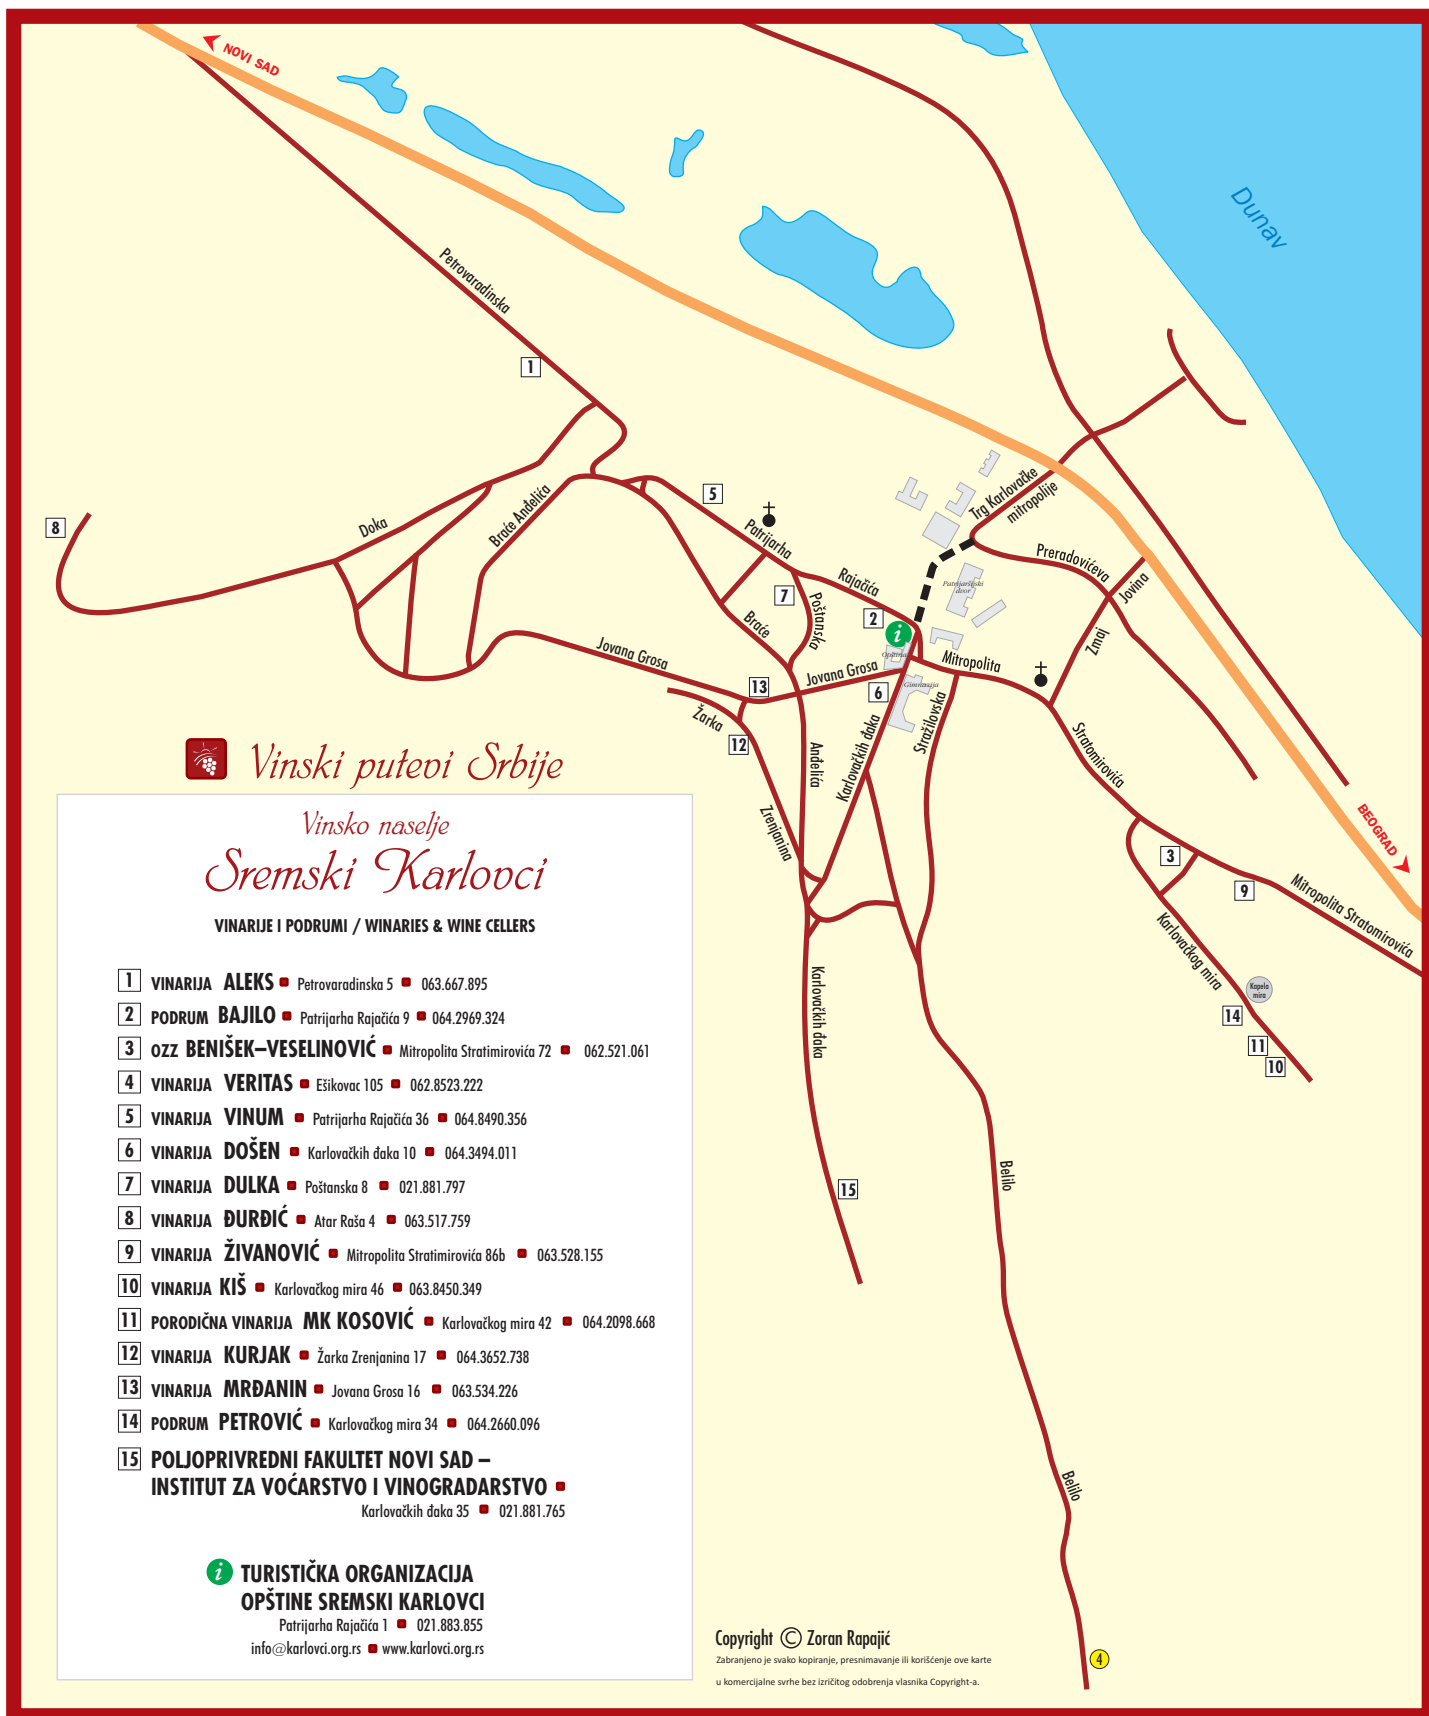 NOVI SAD
Dunav
Petrovaradinska
1
Trg Karlovačke
mitropolije
5
Braće Anđelića
8
Doka
Patrijarha
Preradovićeva
Jovina
Patrijaršijski
dvor
Rajačića
7
Poštanska
2
i
Braće
Zmaj
Jovana Grosa
Opština
Mitropolita
Jovana Grosa
13
6
Gimnazija
Žarka
12
Stražilovska
Karlovačkih đaka
Anđelića
Stratomirovića
Zrenjanina
BEOGRAD
3
9
Mitropolita Stratomirovića
Karlovačkog mira
Kapela
mira
14
11
10
Karlovačkih đaka
15
Belilo
Belilo
4
Vinski putevi Srbije
Vinsko naselje
Sremski Karlovci
VINARIJE I PODRUMI / WINARIES & WINE CELLERS
1 VINARIJA ALEKS Petrovaradinska 5 063.667.895
2 PODRUM BAJILO Patrijarha Rajačića 9 064.2969.324
3 OZZ BENIŠEK–VESELINOVIĆ Mitropolita Stratimirovića 72 062.521.061
4 VINARIJA VERITAS Ešikovac 105 062.8523.222
5 VINARIJA VINUM Patrijarha Rajačića 36 064.8490.356
6 VINARIJA DOŠEN Karlovačkih đaka 10 064.3494.011
7 VINARIJA DULKA Poštanska 8 021.881.797
8 VINARIJA ĐURĐIĆ Atar Raša 4 063.517.759
9 VINARIJA ŽIVANOVIĆ Mitropolita Stratimirovića 86b 063.528.155
10 VINARIJA KIŠ Karlovačkog mira 46 063.8450.349
11 PORODIČNA VINARIJA MK KOSOVIĆ Karlovačkog mira 42 064.2098.668
12 VINARIJA KURJAK Žarka Zrenjanina 17 064.3652.738
13 VINARIJA MRĐANIN Jovana Grosa 16 063.534.226
14 PODRUM PETROVIĆ Karlovačkog mira 34 064.2660.096
15 POLJOPRIVREDNI FAKULTET NOVI SAD –
INSTITUT ZA VOĆARSTVO I VINOGRADARSTVO
Karlovačkih đaka 35 021.881.765
i TURISTIČKA ORGANIZACIJA
OPŠTINE SREMSKI KARLOVCI
Patrijarha Rajačića 1 021.883.855
info@karlovci.org.rs www.karlovci.org.rs
Copyright © Zoran Rapajić
Zabranjeno je svako kopiranje, presnimavanje ili korišćenje ove karte
u komercijalne svrhe bez izričitog odobrenja vlasnika Copyright-a.